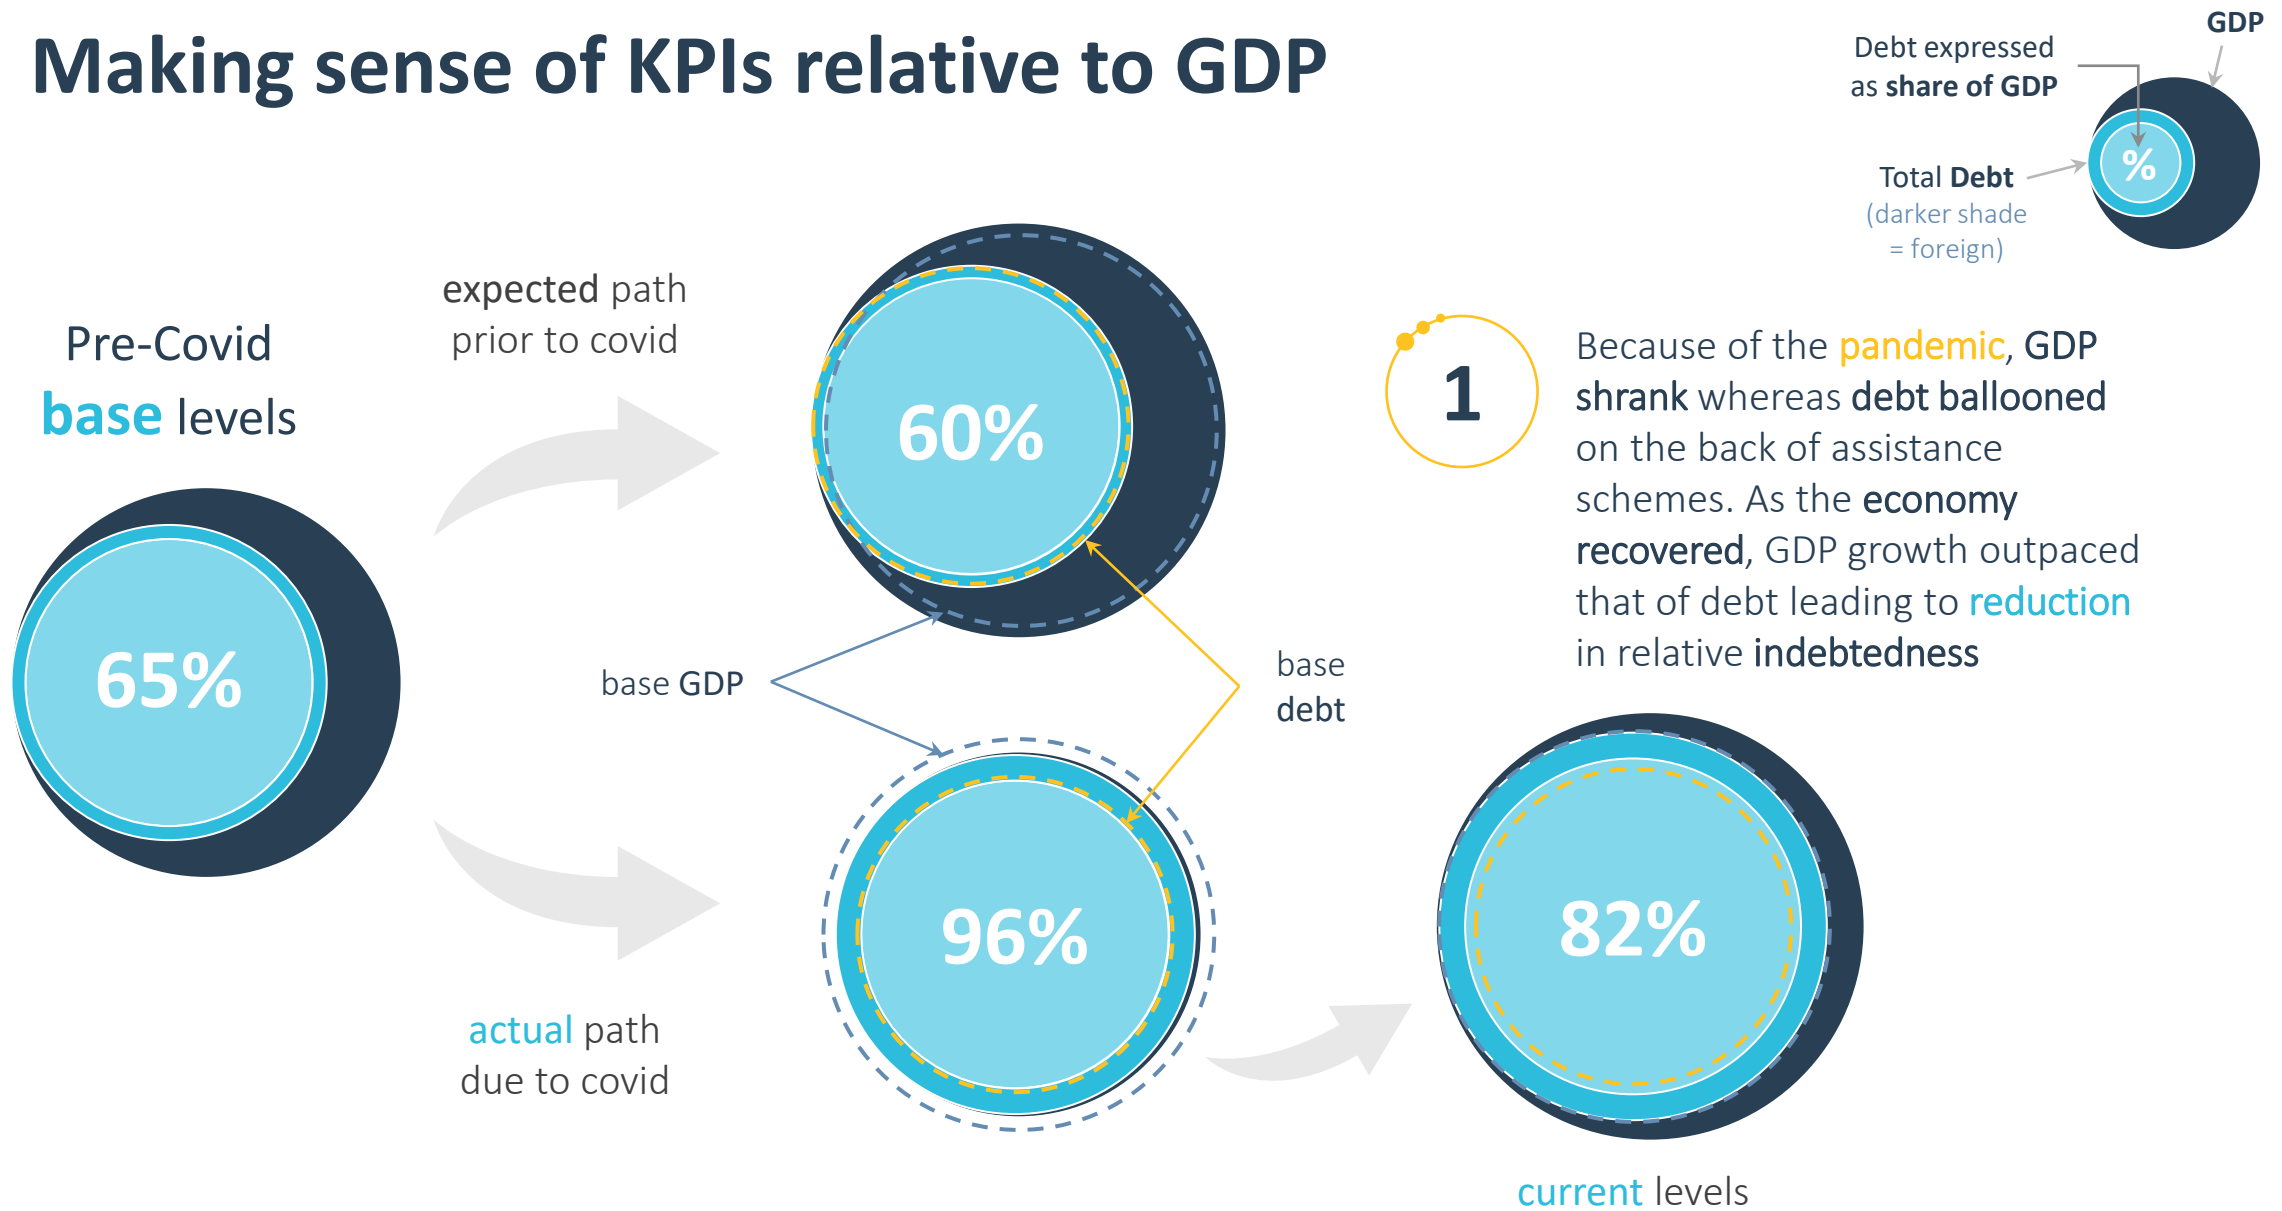 Making sense of KPIs relative to GDP
GDP
Debt expressed
as share of GDP
%
Total Debt
(darker shade
= foreign)
Pre-Covid
base levels
65%
expected path
prior to covid
60%
base GDP
base
debt
actual path
due to covid
96%
1
Because of the pandemic, GDP
shrank whereas debt ballooned
on the back of assistance
schemes. As the economy
recovered, GDP growth outpaced
that of debt leading to reduction
in relative indebtedness
82%
current levels